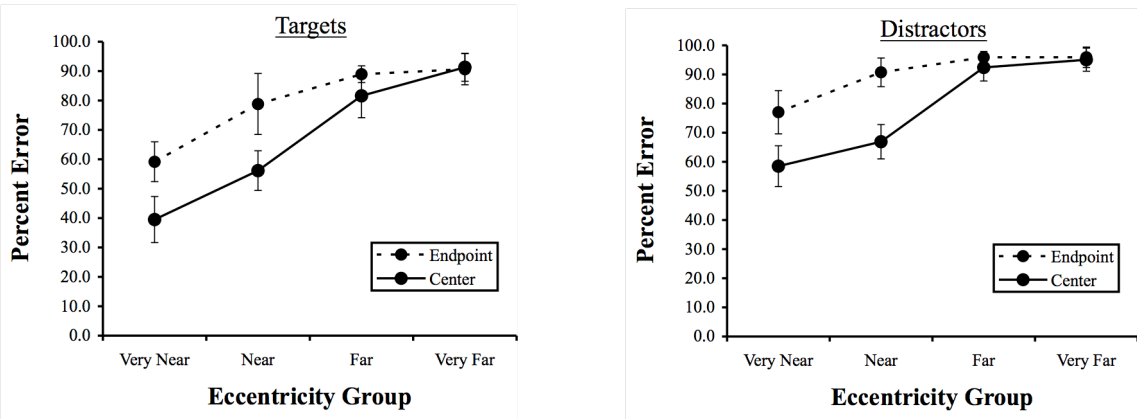 Targets
100.0
90.0
80.0
70.0
60.0
50.0
40.0
30.0
20.0
10.0
0.0
Percent Error
Endpoint
Center
Very Near Near Far Very Far
Eccentricity Group
Distractors
100.0
90.0
80.0
70.0
60.0
50.0
40.0
30.0
20.0
10.0
0.0
Percent Error
Endpoint
Center
Very Near Near Far Very Far
Eccentricity Group